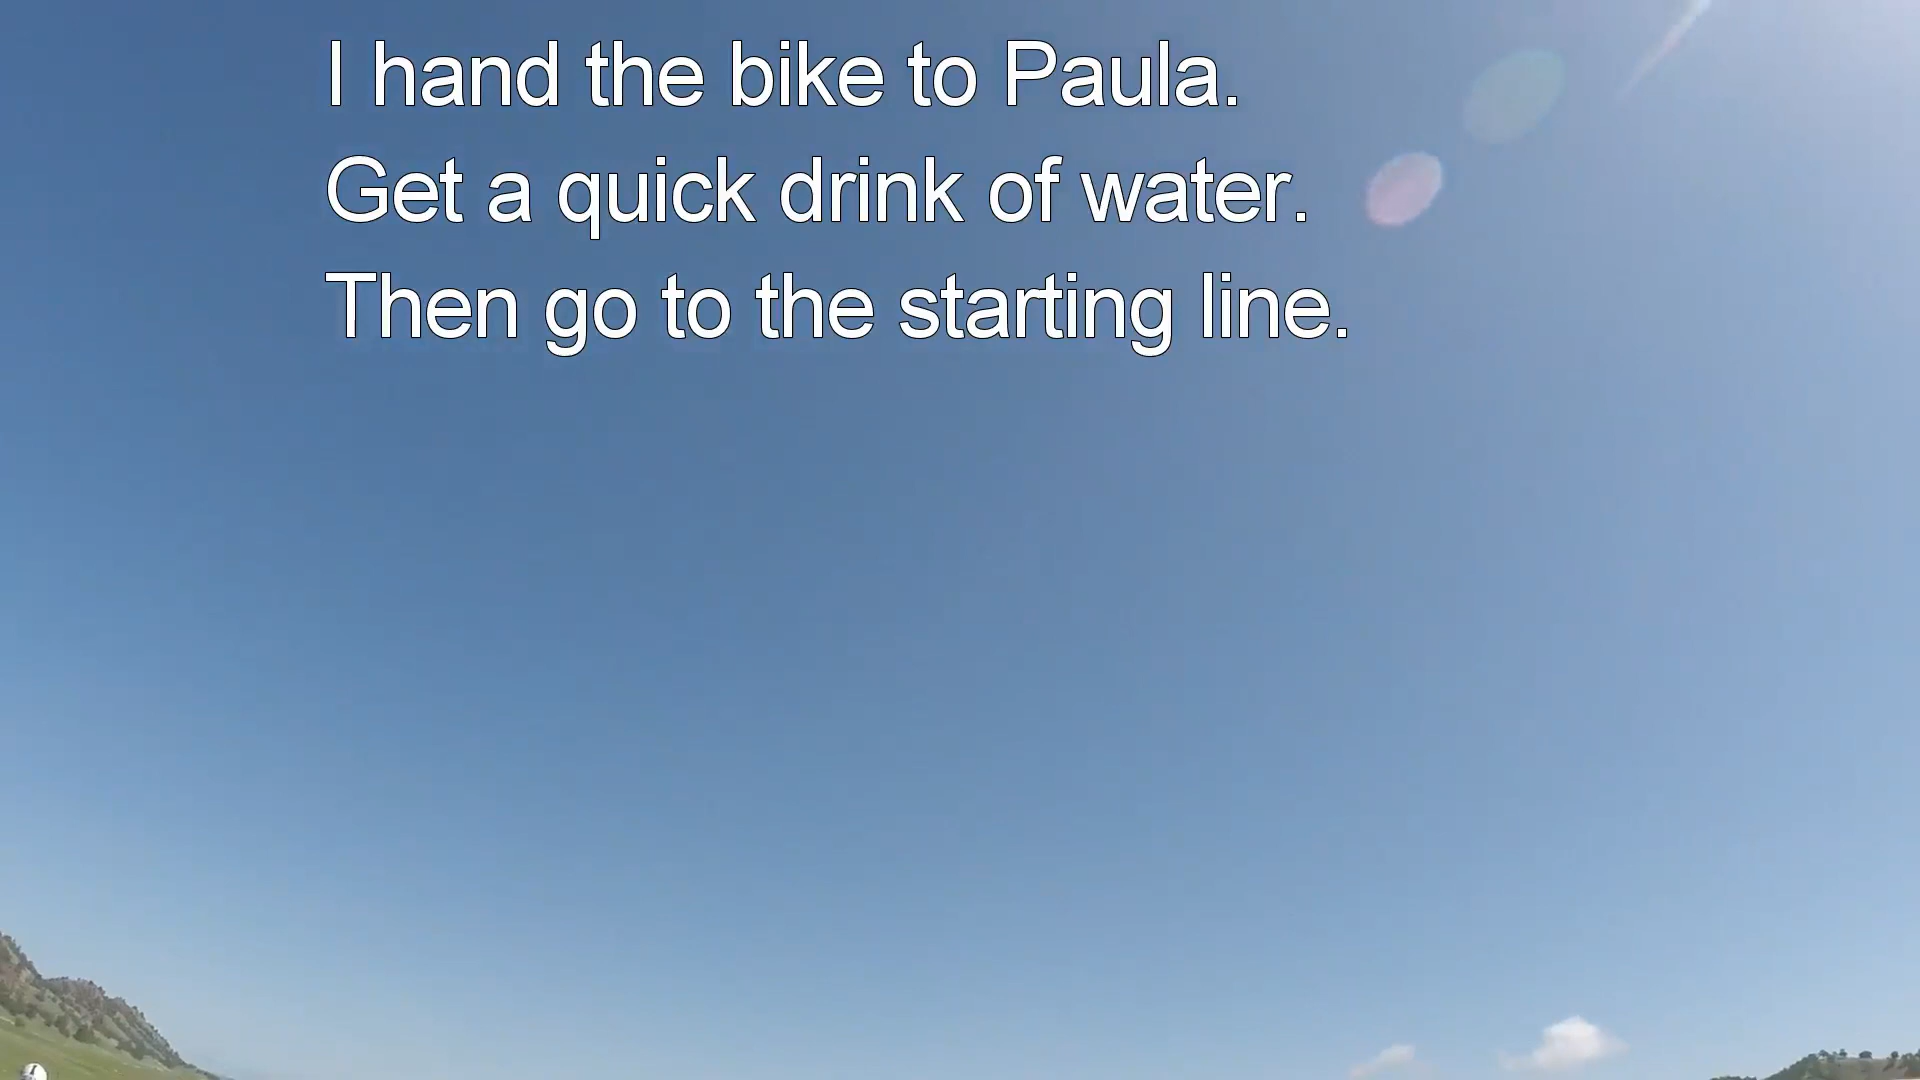 I hand the bike to Paula.
Get a quick drink of water.
Then go to the starting line.